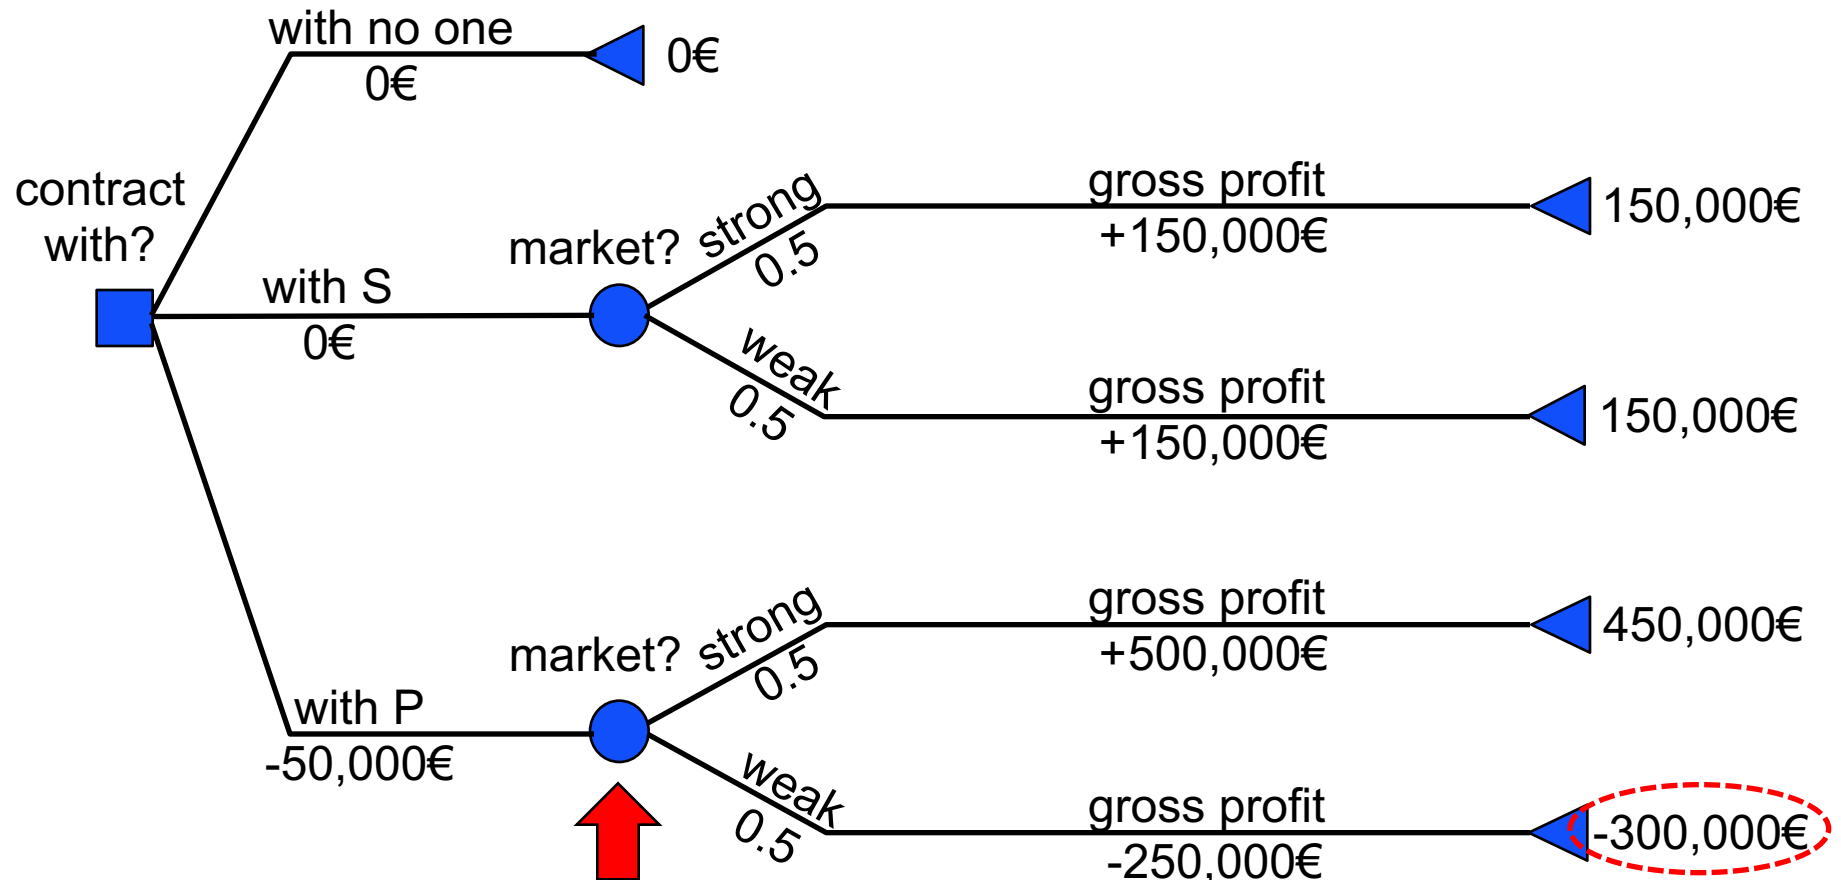 with no one
0€
0€
contract
with?
with S
0€
market?
strong
0.5
gross profit
+150,000€
150,000€
weak
0.5
gross profit
+150,000€
150,000€
with P
-50,000€
market?
strong
0.5
gross profit
+500,000€
450,000€
weak
0.5
gross profit
-250,000€
-300,000€